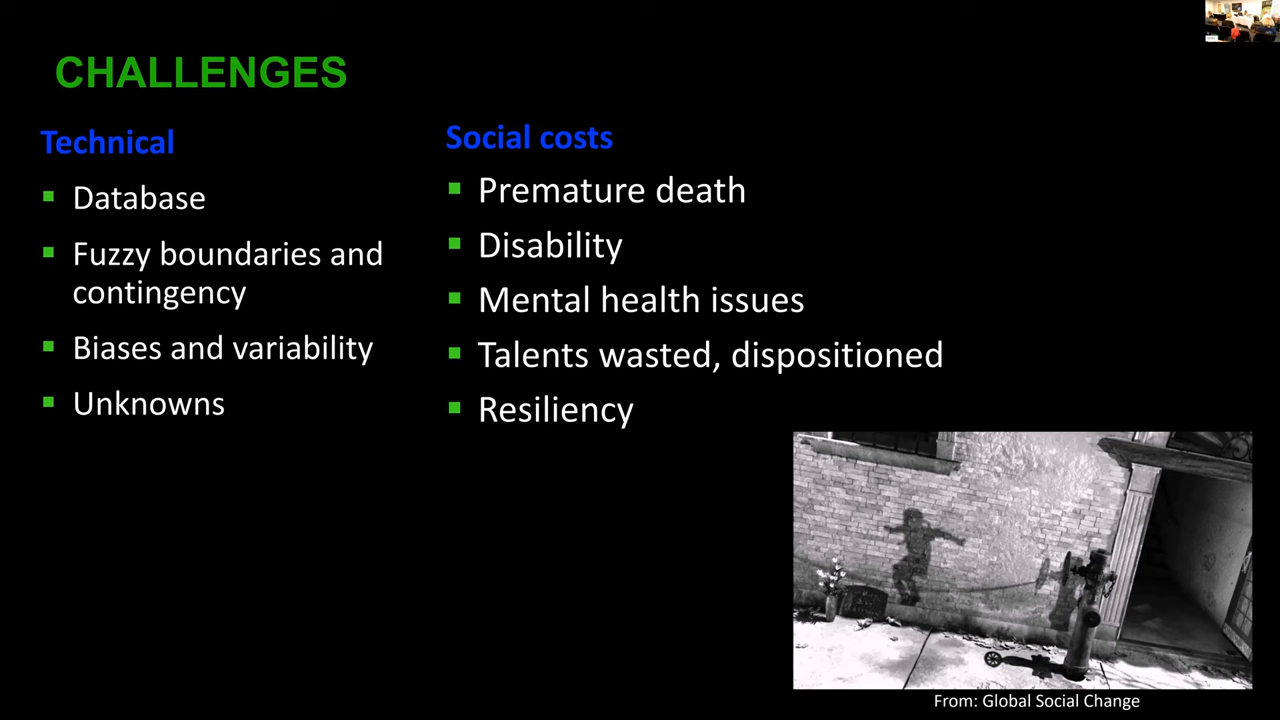 CHALLENGES
Technical
Database
Fuzzy boundaries and
contingency
Biases and variability
Unknowns
Social costs
Premature death
Disability
Mental health issues
Talents wasted, dispositioned
Resiliency
From: Global Social Change